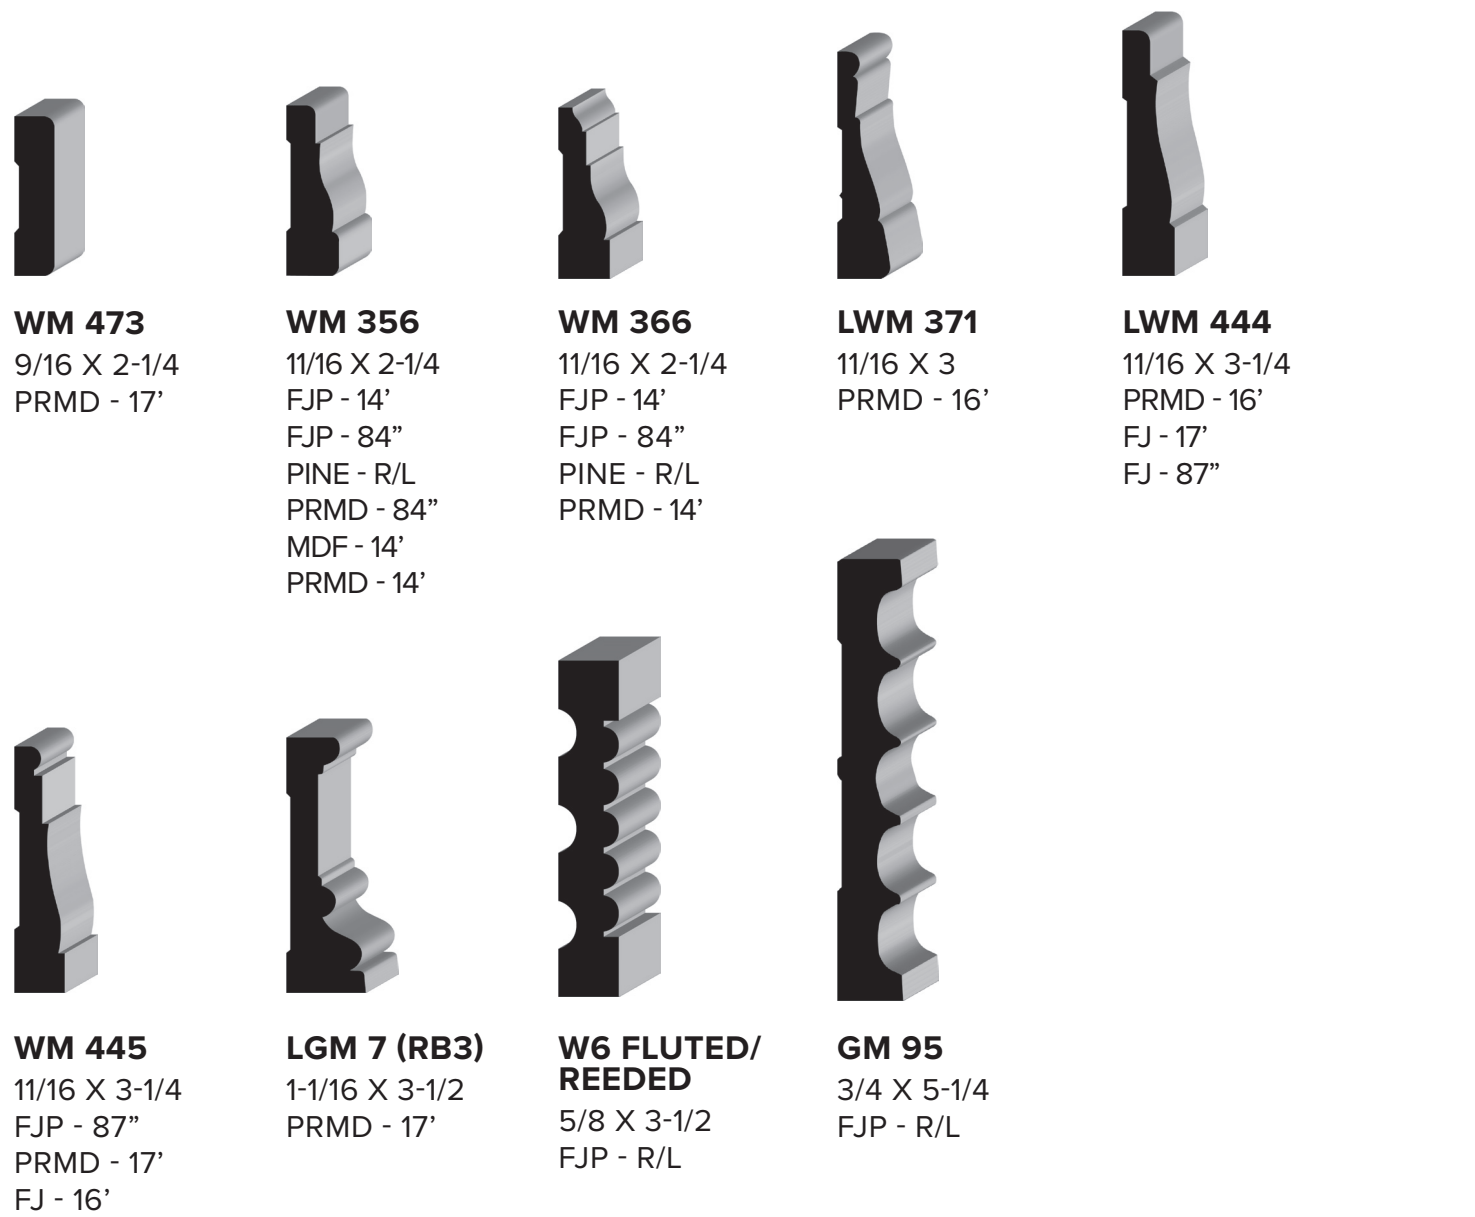 WM 473
9/16 X 2-1/4
PRMD - 17’
WM 356
11/16 X 2-1/4
FJP - 14’
FJP - 84”
PINE - R/L
PRMD - 84”
MDF - 14’
PRMD - 14’
WM 366
11/16 X 2-1/4
FJP - 14’
FJP - 84”
PINE - R/L
PRMD - 14’
LWM 371
11/16 X 3
PRMD - 16’
LWM 444
11/16 X 3-1/4
PRMD - 16’
FJ - 17’
FJ - 87”
WM 445
11/16 X 3-1/4
FJP - 87”
PRMD - 17’
FJ - 16’
LGM 7 (RB3)
1-1/16 X 3-1/2
PRMD - 17’
W6 FLUTED/
REEDED
5/8 X 3-1/2
FJP - R/L
GM 95
3/4 X 5-1/4
FJP - R/L